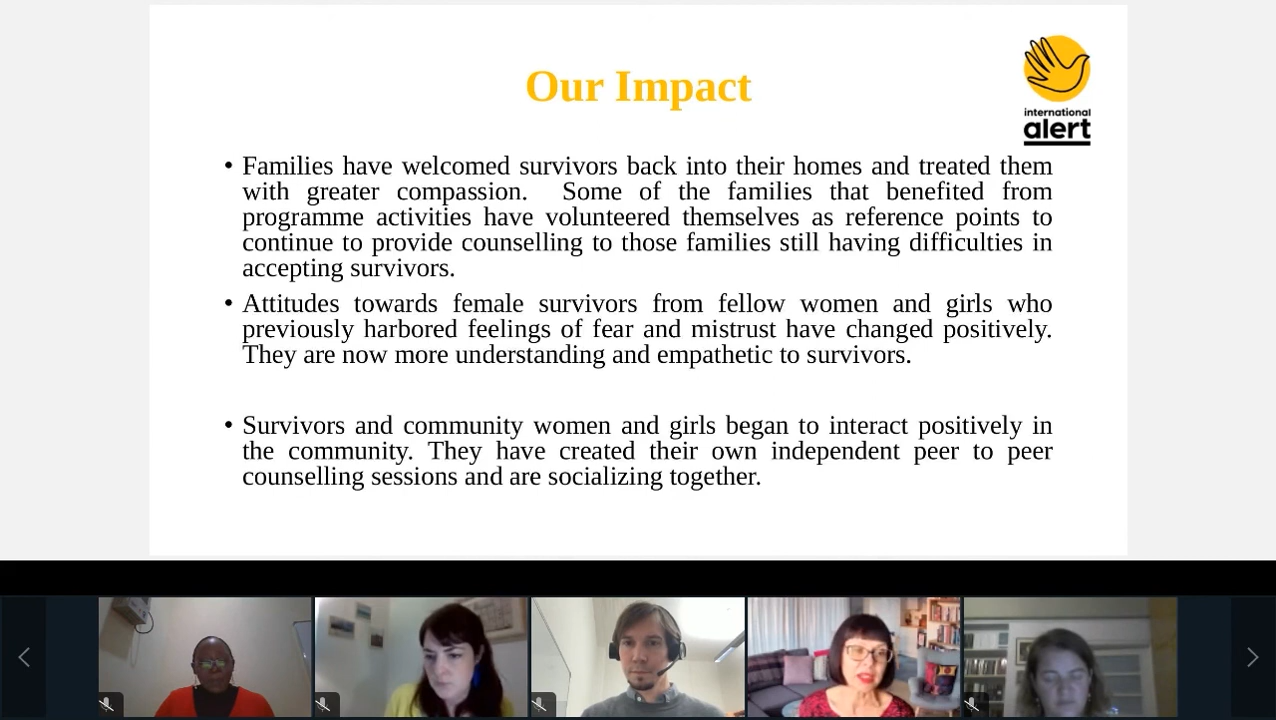 Our Impact
international
alert
• Families have welcomed survivors back into their homes and treated them
with greater compassion.  Some of the families that benefited from
programme activities have volunteered themselves as reference points to
continue to provide counselling to those families still having difficulties in
accepting survivors.
• Attitudes towards female survivors from fellow women and girls who
previously harbored feelings of fear and mistrust have changed positively.
They are now more understanding and empathetic to survivors.
• Survivors and community women and girls began to interact positively in
the community. They have created their own independent peer to peer
counselling sessions and are socializing together.